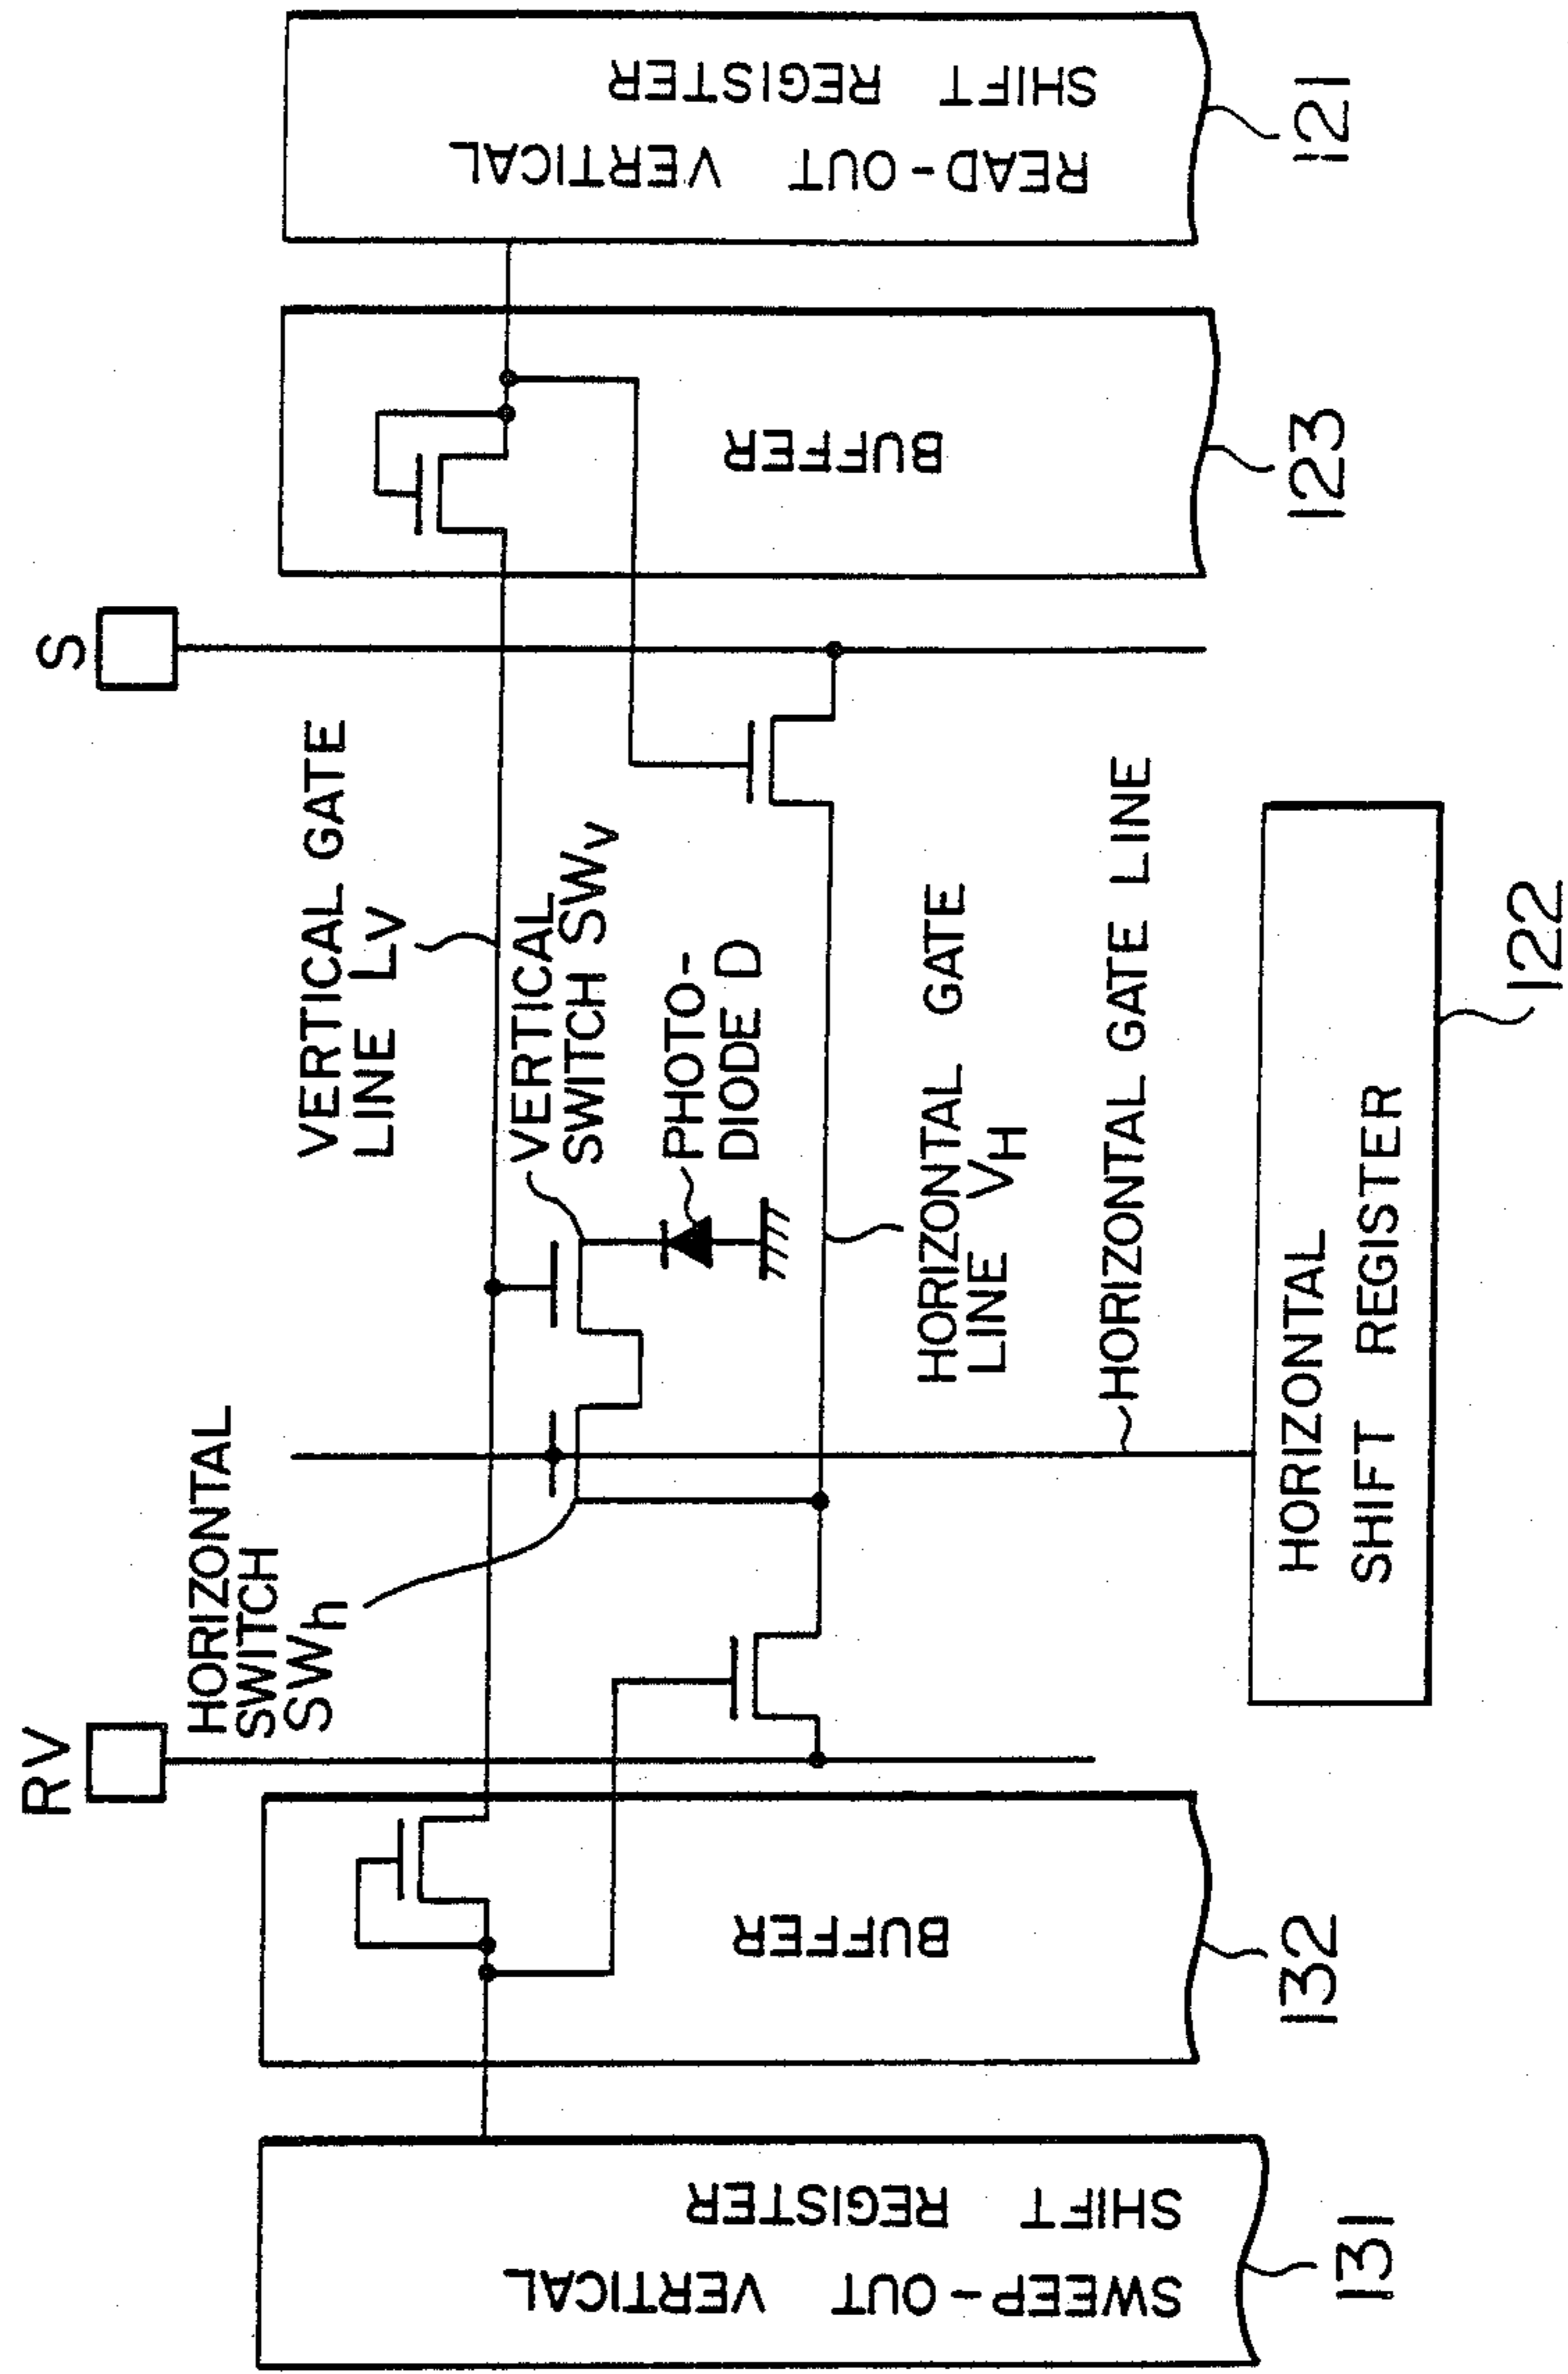 RV
S
HORIZONTAL
SWITCH
SWh
VERTICAL GATE
LINE LV
VERTICAL
SWITCH SWV
PHOTO-
DIODE D
SWEEP-OUT VERTICAL
SHIFT REGISTER
BUFFER
BUFFER
READ-OUT VERTICAL
SHIFT REGISTER
HORIZONTAL GATE
LINE VH
HORIZONTAL GATE LINE
HORIZONTAL
SHIFT REGISTER
131
132
122
123
121